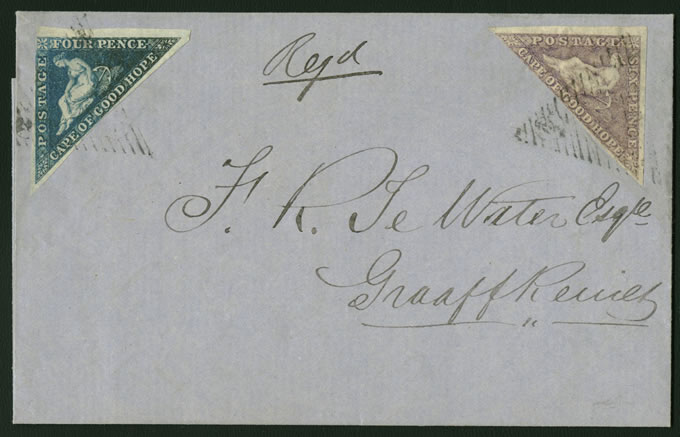 POSTAGE
FOUR PENCE
CAPE OF GOOD HOPE
Regd
POSTAGE
SIX PENCE
CAPE OF GOOD HOPE
F. K. Te Water Esqre
Graaff Reinet